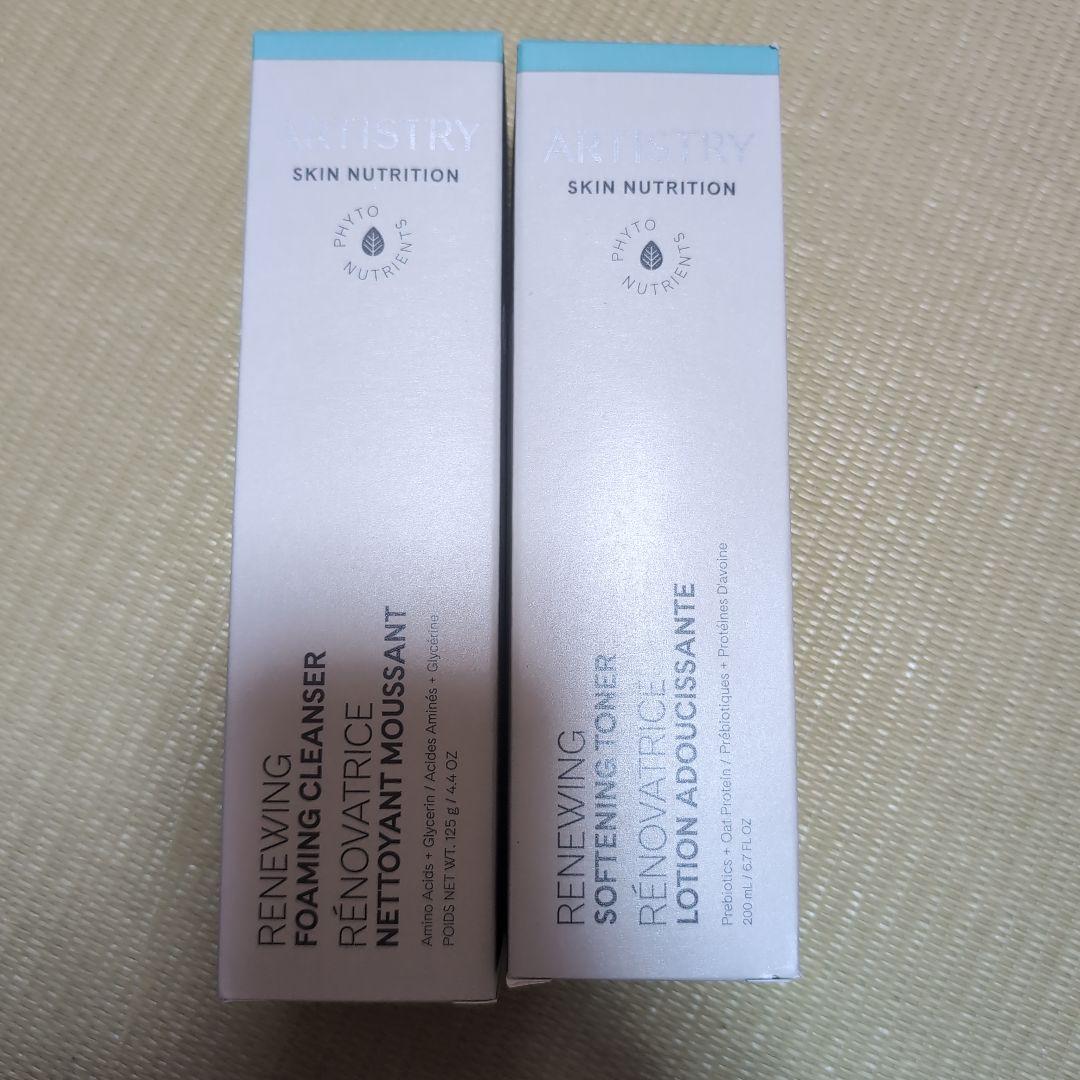 ARTISTRY
SKIN NUTRITION
PHYTO
NUTRIENTS
RENEWING
FOAMING CLEANSER
RÉNOVATRICE
NETTOYANT MOUSSANT
Amino Acids + Glycerin / Acides Aminés + Glycérine
POIDS NET WT. 125 g / 4.4 OZ
ARTISTRY
SKIN NUTRITION
PHYTO
NUTRIENTS
RENEWING
SOFTENING TONER
RÉNOVATRICE
LOTION ADOUCISSANTE
Prebiotics + Oat Protein / Prébiotiques + Protéines D'avoine
200 mL / 6.7 FL OZ